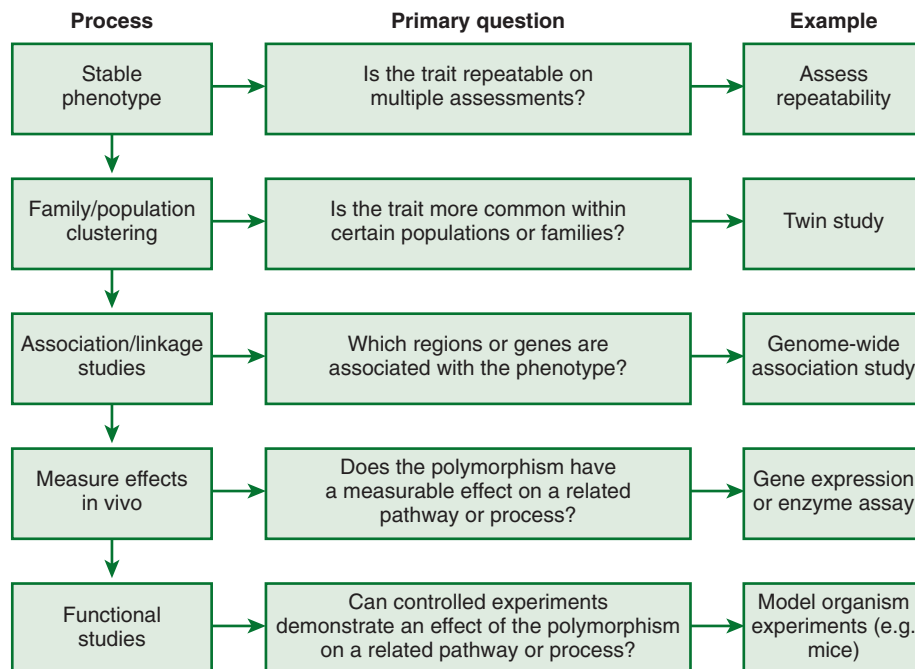 Process
Primary question
Example
Stable
phenotype
Is the trait repeatable on
multiple assessments?
Assess
repeatability
Family/population
clustering
Is the trait more common within
certain populations or families?
Twin study
Association/linkage
studies
Which regions or genes are
associated with the phenotype?
Genome-wide
association study
Measure effects
in vivo
Does the polymorphism have
a measurable effect on a related
pathway or process?
Gene expression
or enzyme assay
Functional
studies
Can controlled experiments
demonstrate an effect of the polymorphism
on a related pathway or process?
Model organism
experiments (e.g.
mice)